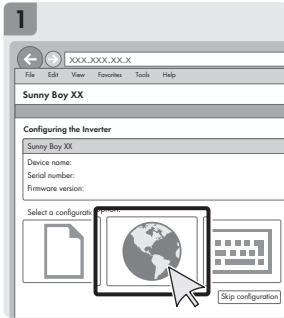 1
XXX.XXX.XX.X
File Edit View Favorites Tools Help
Sunny Boy XX
Configuring the Inverter
Sunny Boy XX
Device name:
Serial number:
Firmware version:
Select a configuration option:
Skip configuration